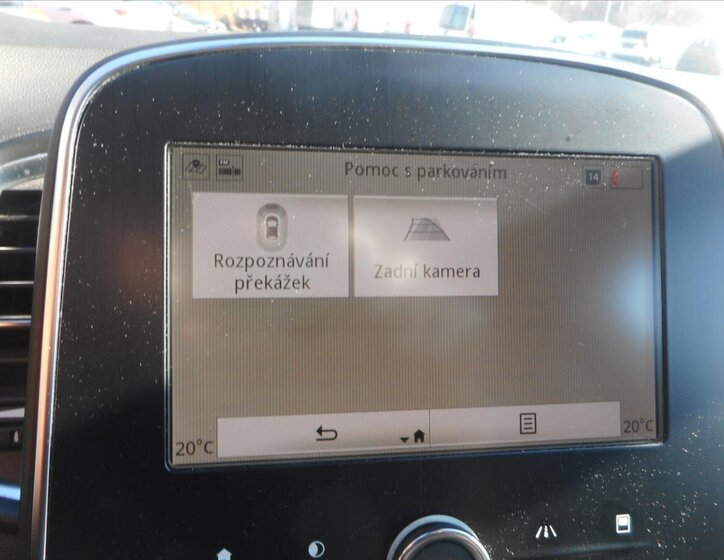 Pomoc s parkováním
14
Rozpoznávání
překážek
Zadní kamera
20°C
20°C